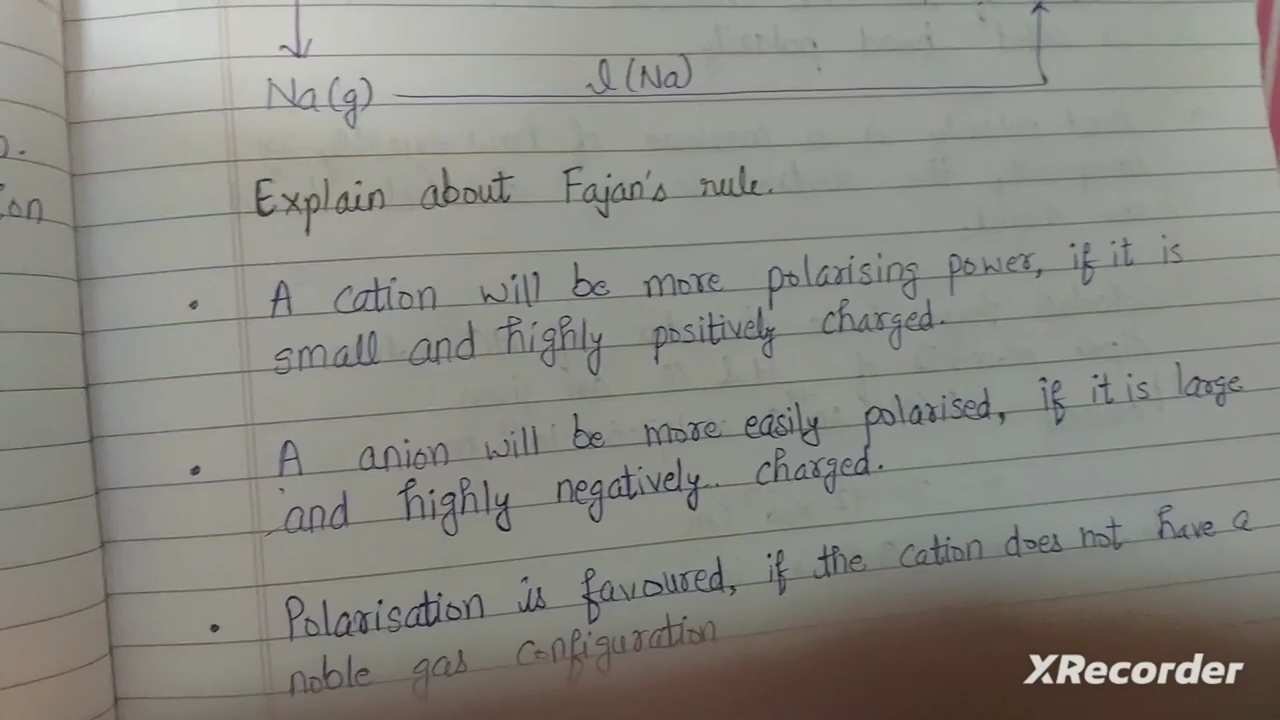 Na(g) I(Na)
ion
Explain about Fajan's rule.
• A cation will be more polarising power, if it is
small and highly positively charged.
• A anion will be more easily polarised, if it is large
and highly negatively. charged.
• Polarisation is favoured, if the cation does not have a
noble gas configuration
XRecorder